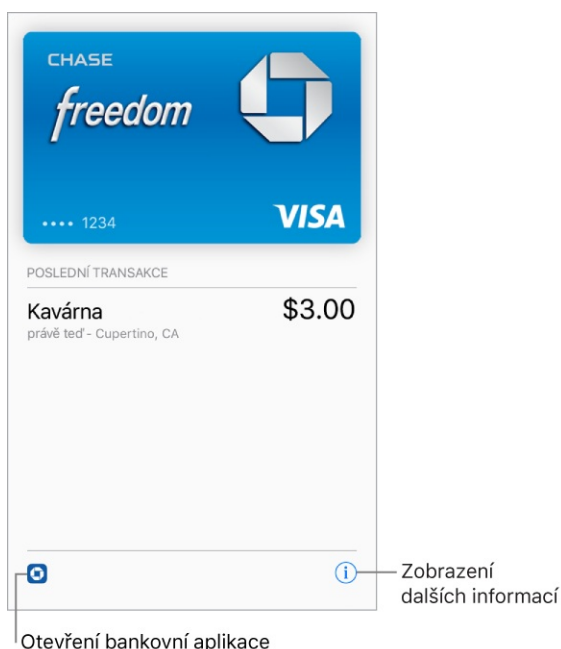 CHASE
freedom
•••• 1234
VISA
POSLEDNÍ TRANSAKCE
Kavárna
$3.00
právě teď - Cupertino, CA
Zobrazení
dalších informací
Otevření bankovní aplikace